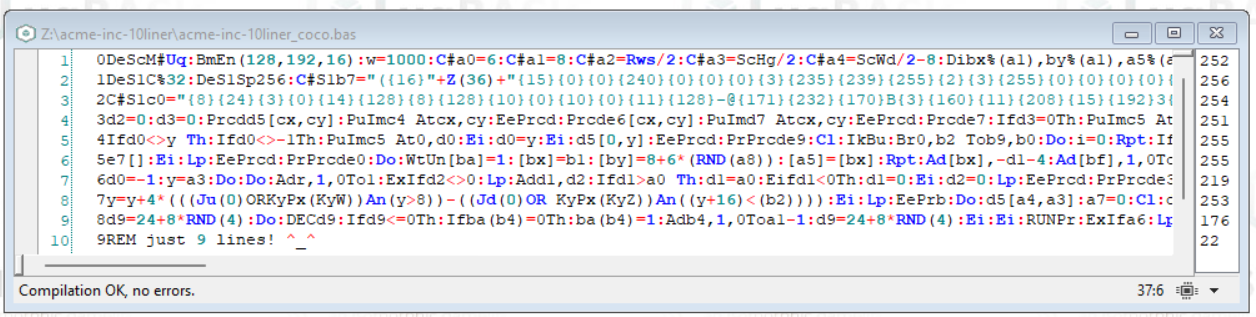 Z:\acme-inc-10liner\acme-inc-10liner_coco.bas
1 0DeScM#Uq:BmEn(128,192,16):w=1000:C#a0=6:C#a1=8:C#a2=Rws/2:C#a3=ScHg/2:C#a4=ScWd/2-8:Dibx%(a1),by%(a1),a5%(a 252
2 1DeS1C%32:DeS1Sp256:C#S1b7="({16}"+Z(36)+"{15}{0}{0}{240}{0}{0}{0}{3}{235}{239}{255}{2}{3}{255}{0}{0}{0}{0}{ 256
3 2C#S1c0="{8}{24}{3}{0}{14}{128}{8}{128}{10}{0}{10}{0}{11}{128}-@{171}{232}{170}B{3}{160}{11}{208}{15}{192}3{ 254
4 3d2=0:d3=0:Prcdd5[cx,cy]:PuImc4 Atcx,cy:EePrcd:Prcde6[cx,cy]:PuImd7 Atcx,cy:EePrcd:Prcde7:Ifd3=0Th:PuImc5 At 251
5 4Ifd0<>y Th:Ifd0<>-1Th:PuImc5 At0,d0:Ei:d0=y:Ei:d5[0,y]:EePrcd:PrPrcde9:Cl:IkBu:Br0,b2 Tob9,b0:Do:i=0:Rpt:If 255
6 5e7[]:Ei:Lp:EePrcd:PrPrcde0:Do:WtUn[ba]=1:[bx]=b1:[by]=8+6*(RND(a8)):[a5]=[bx]:Rpt:Ad[bx],-d1-4:Ad[bf],1,0Tc 255
7 6d0=-1:y=a3:Do:Do:Adr,1,0To1:ExIfd2<>0:Lp:Add1,d2:Ifd1>a0 Th:d1=a0:Eifd1<0Th:d1=0:Ei:d2=0:Lp:EePrcd:PrPrcde3 219
8 7y=y+4*(((Ju(0)ORKyPx(KyW))An(y>8))-((Jd(0)OR KyPx(KyZ))An((y+16)<(b2)))):Ei:Lp:EePrb:Do:d5[a4,a3]:a7=0:Cl:c 253
9 8d9=24+8*RND(4):Do:DECd9:Ifd9<=0Th:Ifba(b4)=0Th:ba(b4)=1:Adb4,1,0Toa1-1:d9=24+8*RND(4):Ei:Ei:RUNPr:ExIfa6:Lp 176
10 9REM just 9 lines! ^_^ 22
Compilation OK, no errors. 37:6